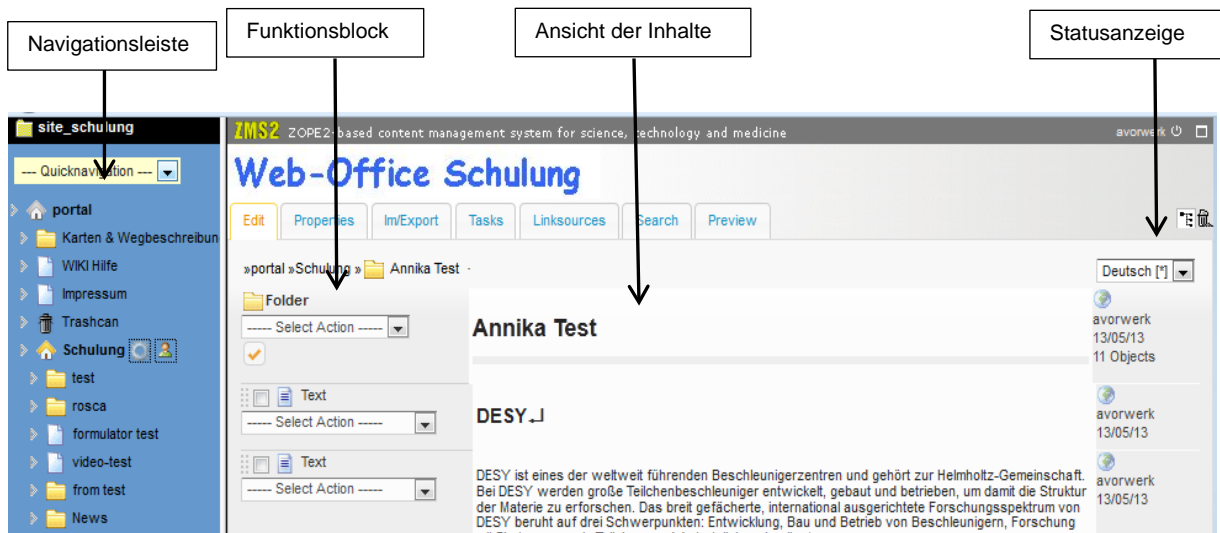 Navigationsleiste
Funktionsblock
Ansicht der Inhalte
Statusanzeige
site_schulung
--- Quicknavigation ---
portal
Karten & Wegbeschreibun
WIKI Hilfe
Impressum
Trashcan
Schulung
test
rosca
formulator test
video-test
from test
News
ZMS2 ZOPE2-based content management system for science, technology and medicine
avorwerk
Web-Office Schulung
Edit
Properties
Im/Export
Tasks
Linksources
Search
Preview
»portal »Schulung » Annika Test -
Deutsch [*]
Folder
----- Select Action -----
Annika Test
avorwerk
13/05/13
11 Objects
Text
----- Select Action -----
DESY
avorwerk
13/05/13
Text
----- Select Action -----
DESY ist eines der weltweit führenden Beschleunigerzentren und gehört zur Helmholtz-Gemeinschaft.
Bei DESY werden große Teilchenbeschleuniger entwickelt, gebaut und betrieben, um damit die Struktur
der Materie zu erforschen. Das breit gefächerte, international ausgerichtete Forschungsspektrum von
DESY beruht auf drei Schwerpunkten: Entwicklung, Bau und Betrieb von Beschleunigern, Forschung
avorwerk
13/05/13